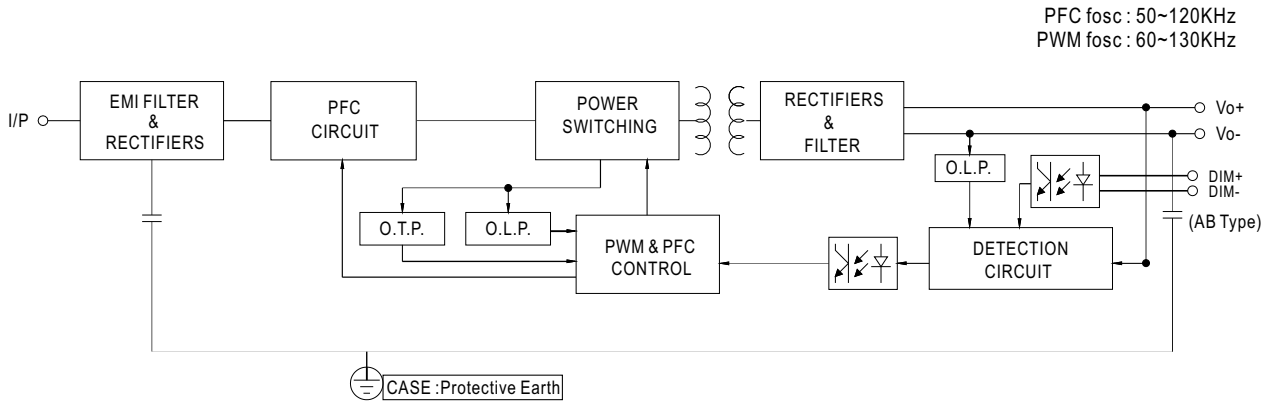 PFC fosc : 50~120KHz
PWM fosc : 60~130KHz
I/P
EMI FILTER
&
RECTIFIERS
PFC
CIRCUIT
POWER
SWITCHING
RECTIFIERS
&
FILTER
Vo+
Vo-
O.L.P.
DIM+
DIM-
(AB Type)
O.T.P.
O.L.P.
PWM & PFC
CONTROL
DETECTION
CIRCUIT
CASE :Protective Earth